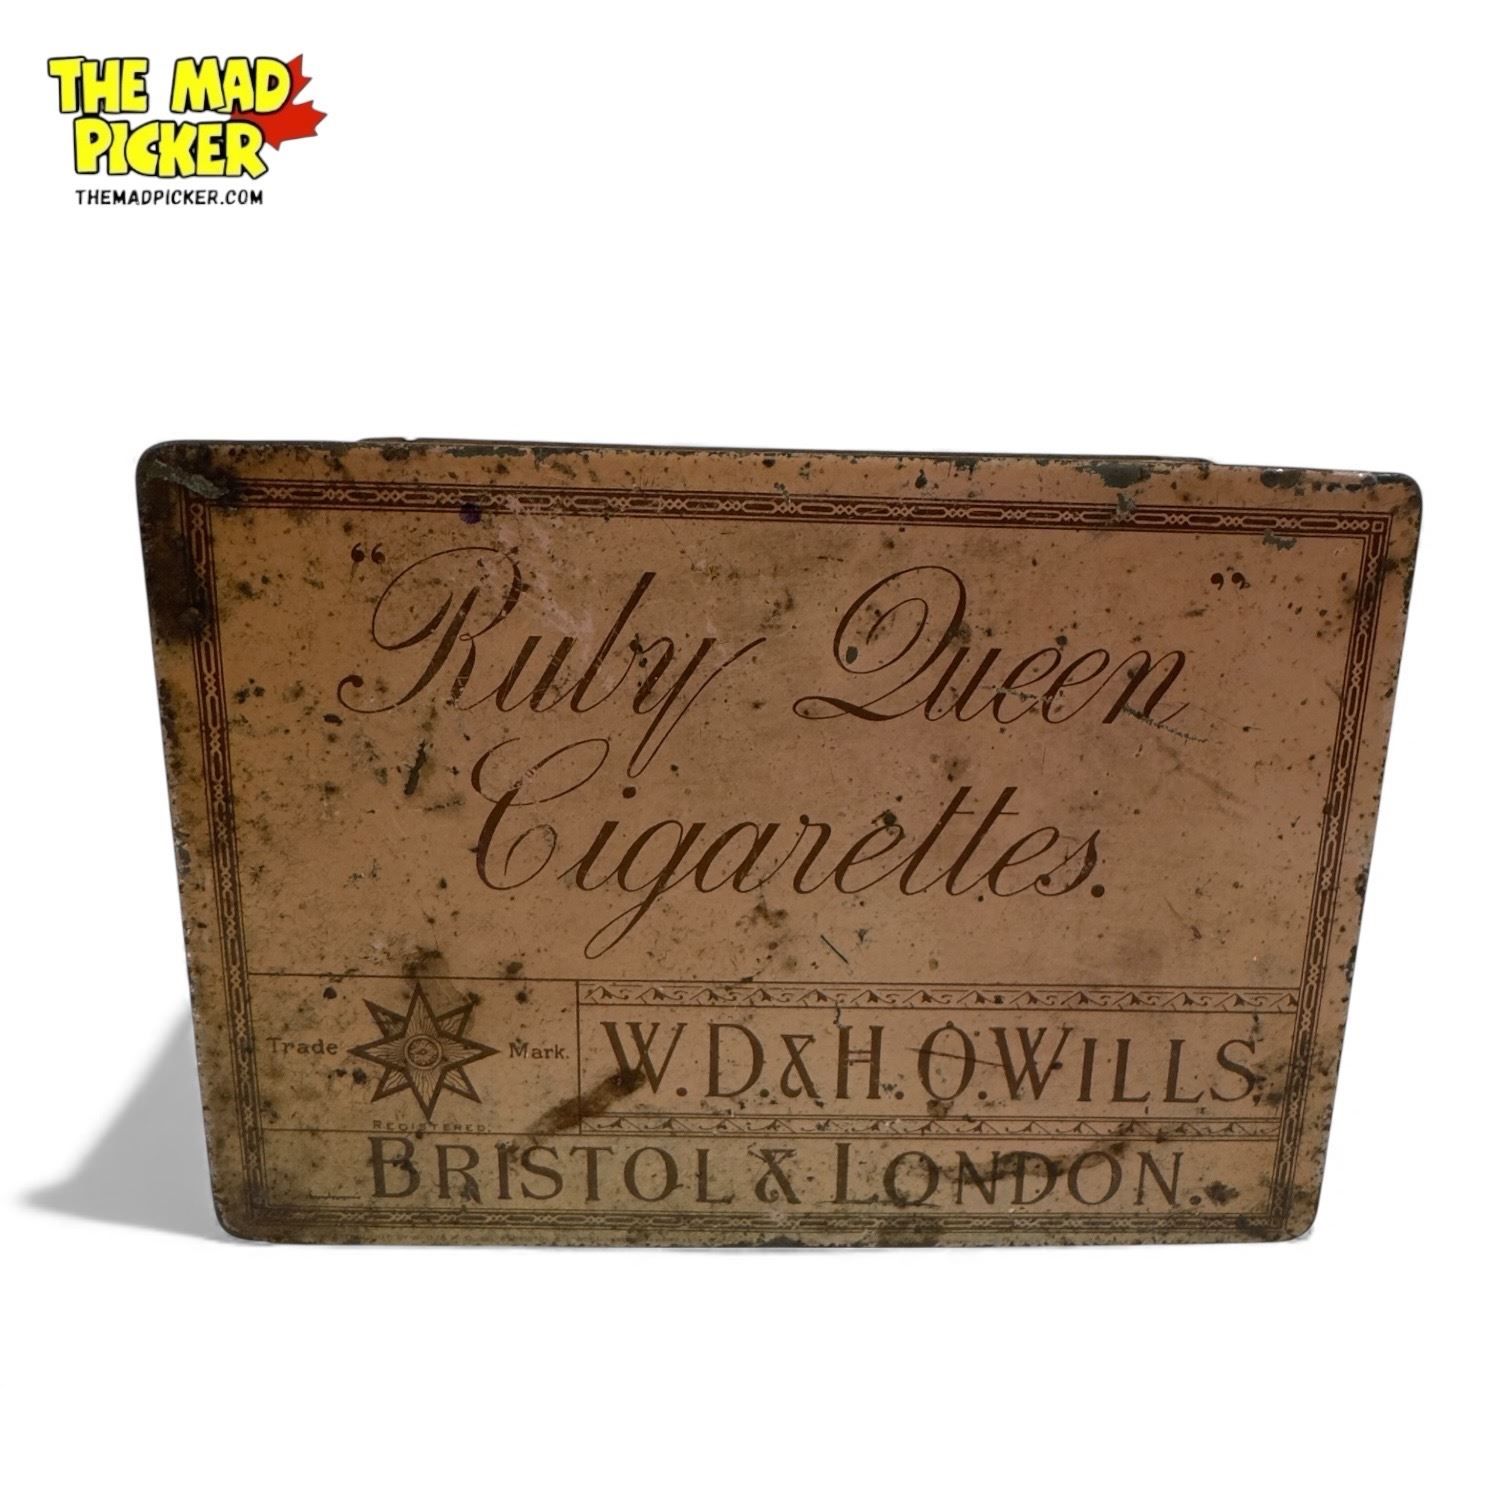 THE MAD
PICKER
THEMADPICKER.COM
“Ruby Queen”
Cigarettes.
Trade Mark.
REGISTERED.
W. D. & H. O. WILLS.
BRISTOL & LONDON.